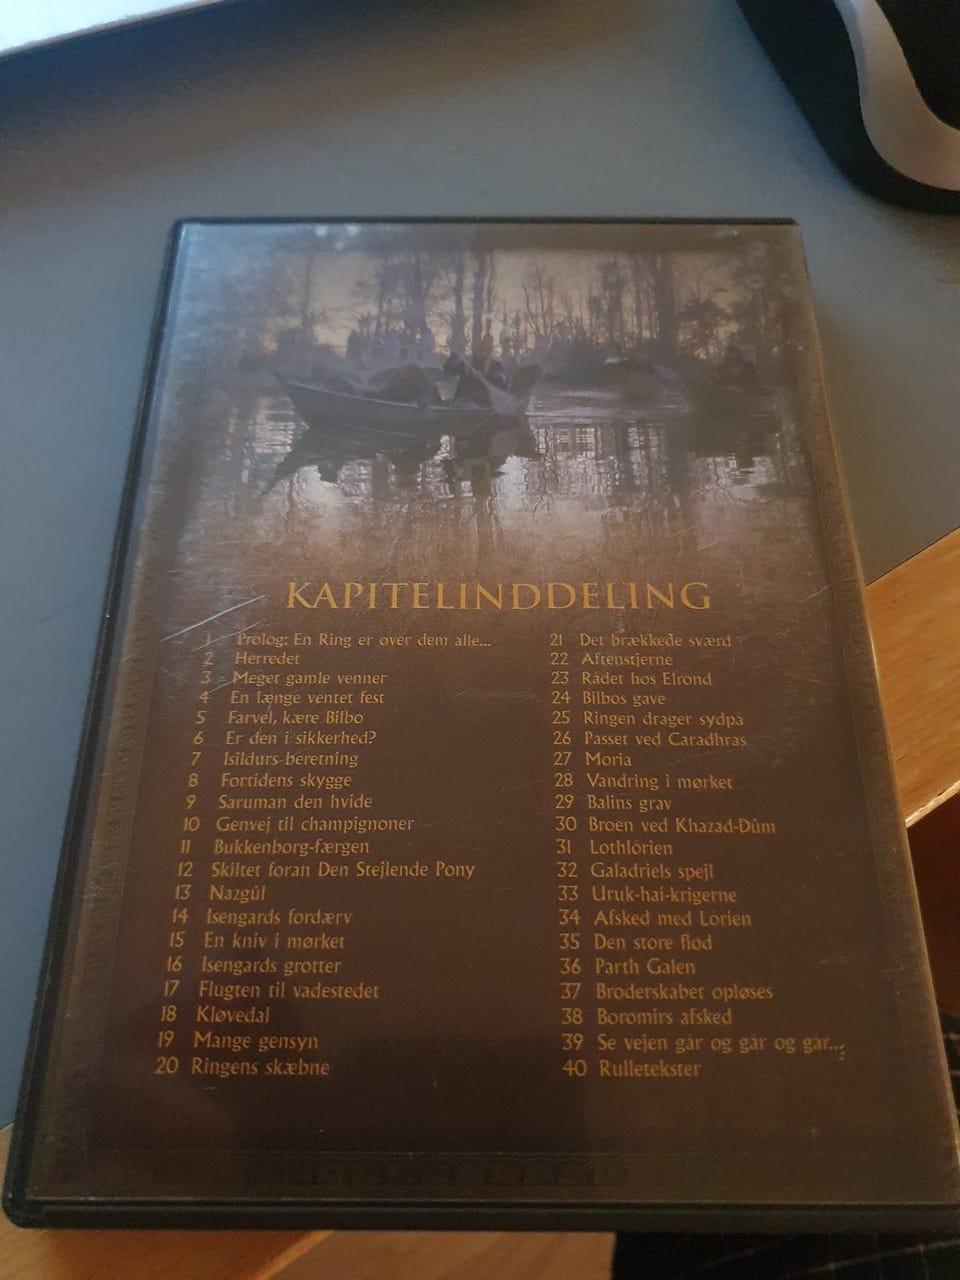 KAPITELINDDELING
1 Prolog: En Ring er over dem alle...
2 Herredet
3 Meget gamle venner
4 En længe ventet fest
5 Farvel, kære Bilbo
6 Er den i sikkerhed?
7 Isildurs beretning
8 Fortidens skygge
9 Saruman den hvide
10 Genvej til champignoner
11 Bukkenborg-færgen
12 Skiltet foran Den Stejlende Pony
13 Nazgûl
14 Isengards fordærv
15 En kniv i mørket
16 Isengards grotter
17 Flugten til vadestedet
18 Kløvedal
19 Mange gensyn
20 Ringens skæbne
21 Det brækkede sværd
22 Aftenstjerne
23 Rådet hos Elrond
24 Bilbos gave
25 Ringen drager sydpå
26 Passet ved Caradhras
27 Moria
28 Vandring i mørket
29 Balins grav
30 Broen ved Khazad-Dûm
31 Lothlórien
32 Galadriels spejl
33 Uruk-hai-krigerne
34 Afsked med Lórien
35 Den store flod
36 Parth Galen
37 Broderskabet opløses
38 Boromirs afsked
39 Se vejen går og går og går...
40 Rulletekster